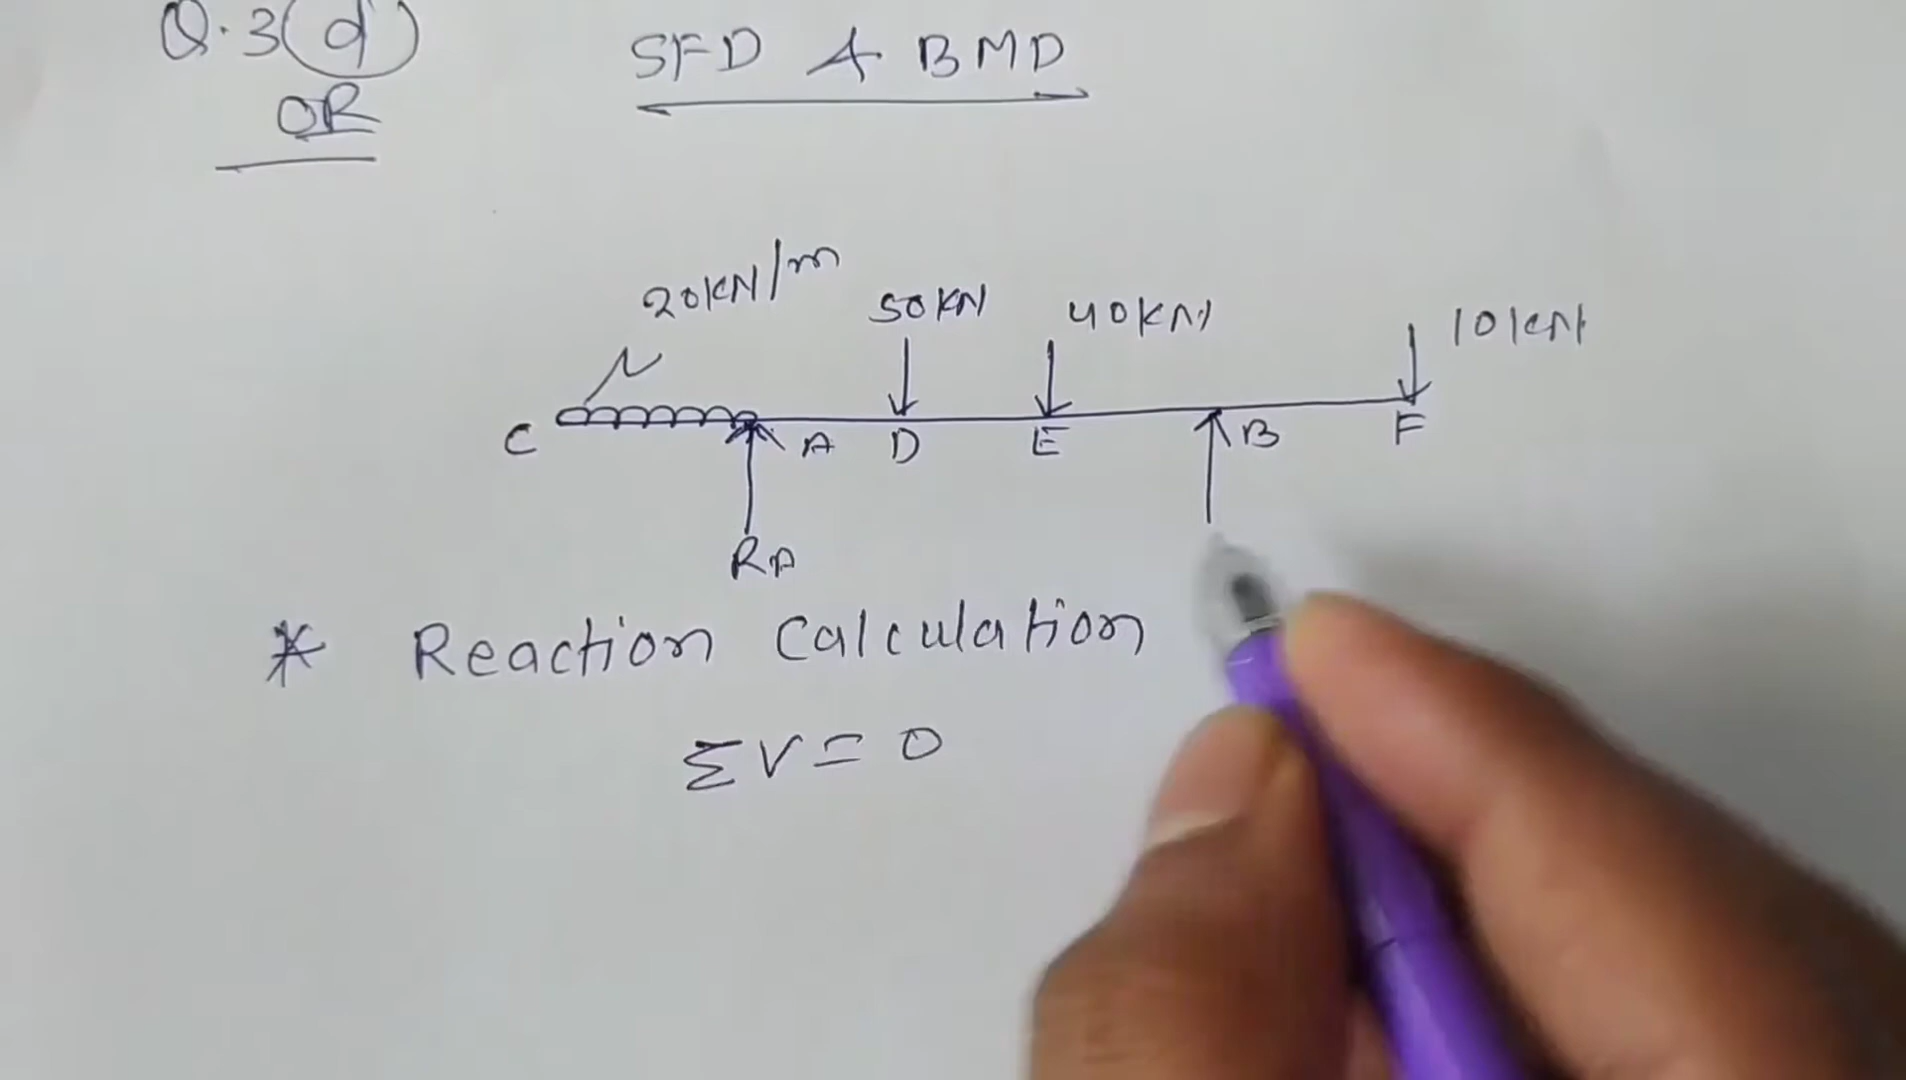 Q.3(d)
OR
SFD & BMD
20kN/m 50kN 40kN 10kN
C A D E B F
RA
* Reaction Calculation
ΣV = 0